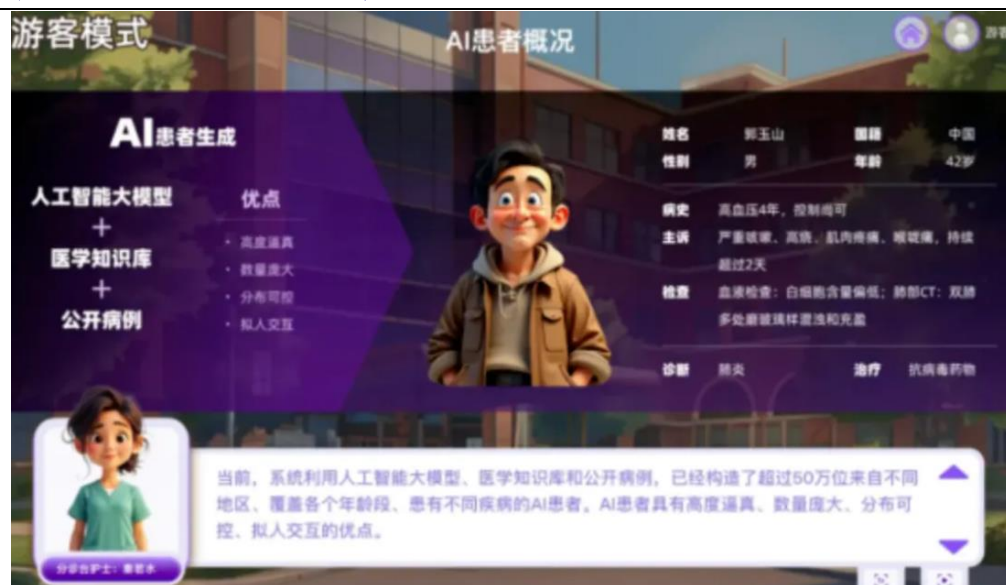 游客模式
AI患者概况
游客
AI患者生成
人工智能大模型
+
医学知识库
+
公开病例
优点
· 高度逼真
· 数量庞大
· 分布可控
· 拟人交互
姓名 郭玉山 国籍 中国
性别 男 年龄 42岁
病史 高血压4年，控制尚可
主诉 严重咳嗽、高烧、肌肉疼痛、喉咙痛，持续
超过2天
检查 血液检查：白细胞含量偏低；肺部CT：双肺
多处磨玻璃样混浊和充盈
诊断 肺炎 治疗 抗病毒药物
当前，系统利用人工智能大模型、医学知识库和公开病例，已经构造了超过50万位来自不同
地区、覆盖各个年龄段、患有不同疾病的AI患者。AI患者具有高度逼真、数量庞大、分布可
控、拟人交互的优点。
分诊台护士：